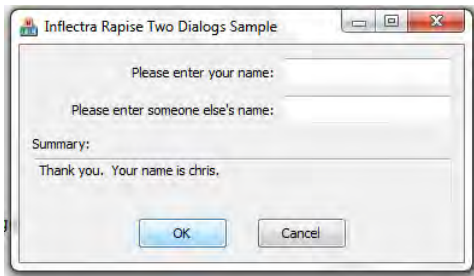 Inflectra Rapise Two Dialogs Sample
Please enter your name:
Please enter someone else's name:
Summary:
Thank you. Your name is chris.
OK Cancel